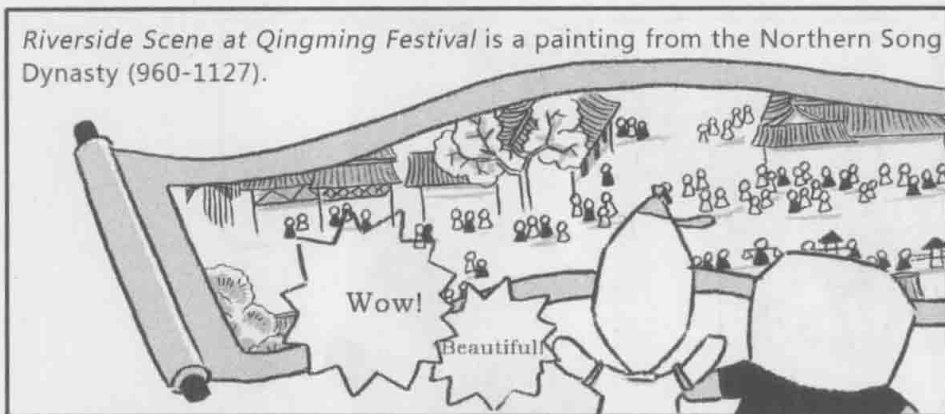 Riverside Scene at Qingming Festival is a painting from the Northern Song
Dynasty (960-1127).
Wow!
Beautiful!